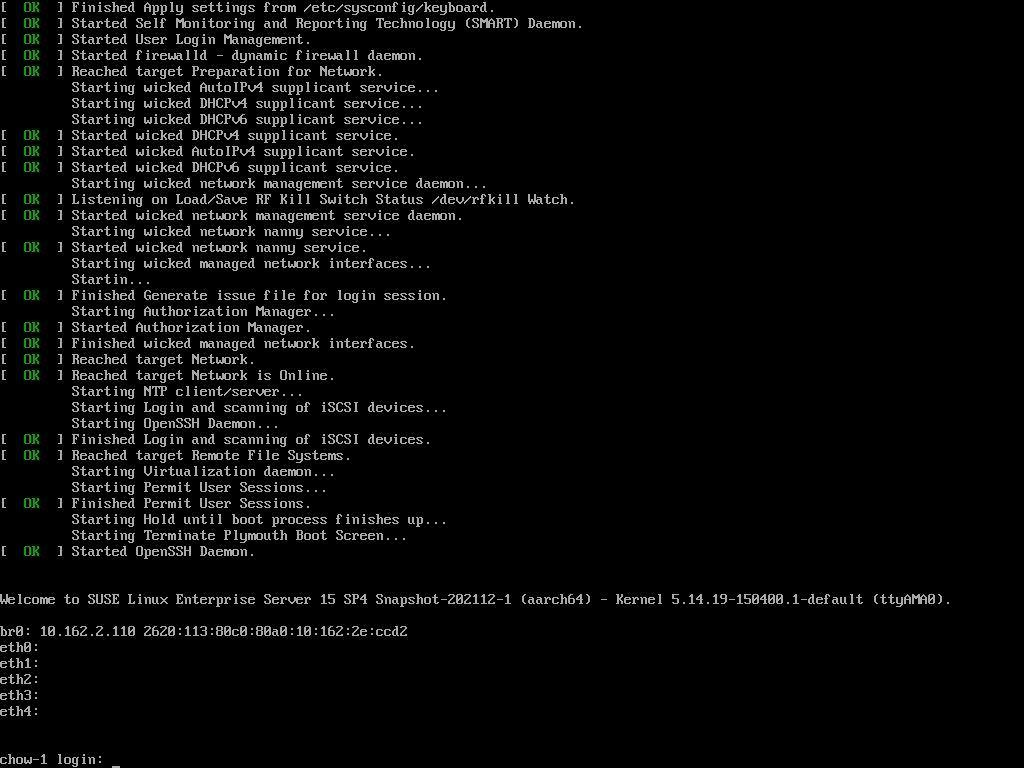 [  OK  ] Finished Apply settings from /etc/sysconfig/keyboard.
[  OK  ] Started Self Monitoring and Reporting Technology (SMART) Daemon.
[  OK  ] Started User Login Management.
[  OK  ] Started firewalld - dynamic firewall daemon.
[  OK  ] Reached target Preparation for Network.
         Starting wicked AutoIPv4 supplicant service...
         Starting wicked DHCPv4 supplicant service...
         Starting wicked DHCPv6 supplicant service...
[  OK  ] Started wicked DHCPv4 supplicant service.
[  OK  ] Started wicked AutoIPv4 supplicant service.
[  OK  ] Started wicked DHCPv6 supplicant service.
         Starting wicked network management service daemon...
[  OK  ] Listening on Load/Save RF Kill Switch Status /dev/rfkill Watch.
[  OK  ] Started wicked network management service daemon.
         Starting wicked network nanny service...
[  OK  ] Started wicked network nanny service.
         Starting wicked managed network interfaces...
         Startin...
[  OK  ] Finished Generate issue file for login session.
         Starting Authorization Manager...
[  OK  ] Started Authorization Manager.
[  OK  ] Finished wicked managed network interfaces.
[  OK  ] Reached target Network.
[  OK  ] Reached target Network is Online.
         Starting NTP client/server...
         Starting Login and scanning of iSCSI devices...
         Starting OpenSSH Daemon...
[  OK  ] Finished Login and scanning of iSCSI devices.
[  OK  ] Reached target Remote File Systems.
         Starting Virtualization daemon...
         Starting Permit User Sessions...
[  OK  ] Finished Permit User Sessions.
         Starting Hold until boot process finishes up...
         Starting Terminate Plymouth Boot Screen...
[  OK  ] Started OpenSSH Daemon.
Welcome to SUSE Linux Enterprise Server 15 SP4 Snapshot-202112-1 (aarch64) - Kernel 5.14.19-150400.1-default (ttyAMA0).
br0: 10.162.2.110 2620:113:80c0:80a0:10:162:2e:ccd2
eth0:
eth1:
eth2:
eth3:
eth4:
chow-1 login: _